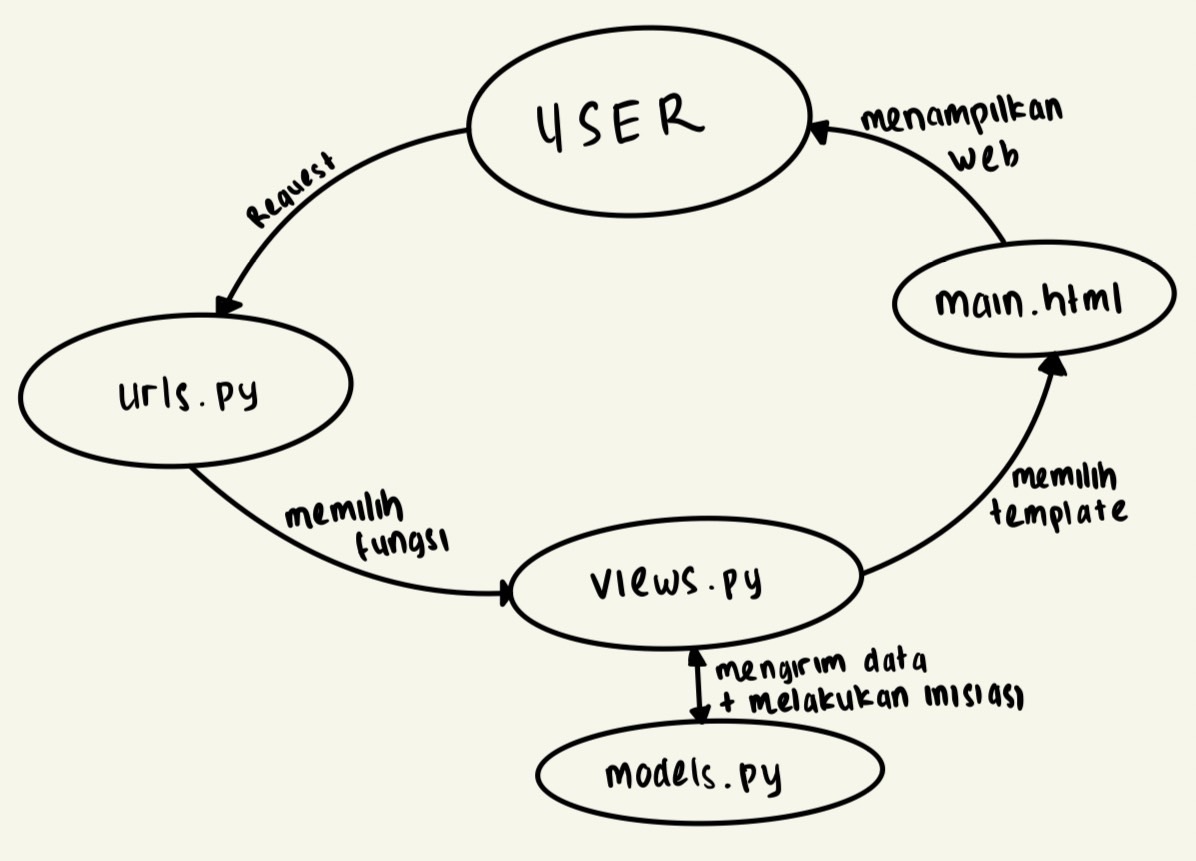 USER
menampilkan
web
Request
main.html
urls.py
memilih
fungsi
memilih
template
views.py
mengirim data
+ melakukan inisiasi
models.py